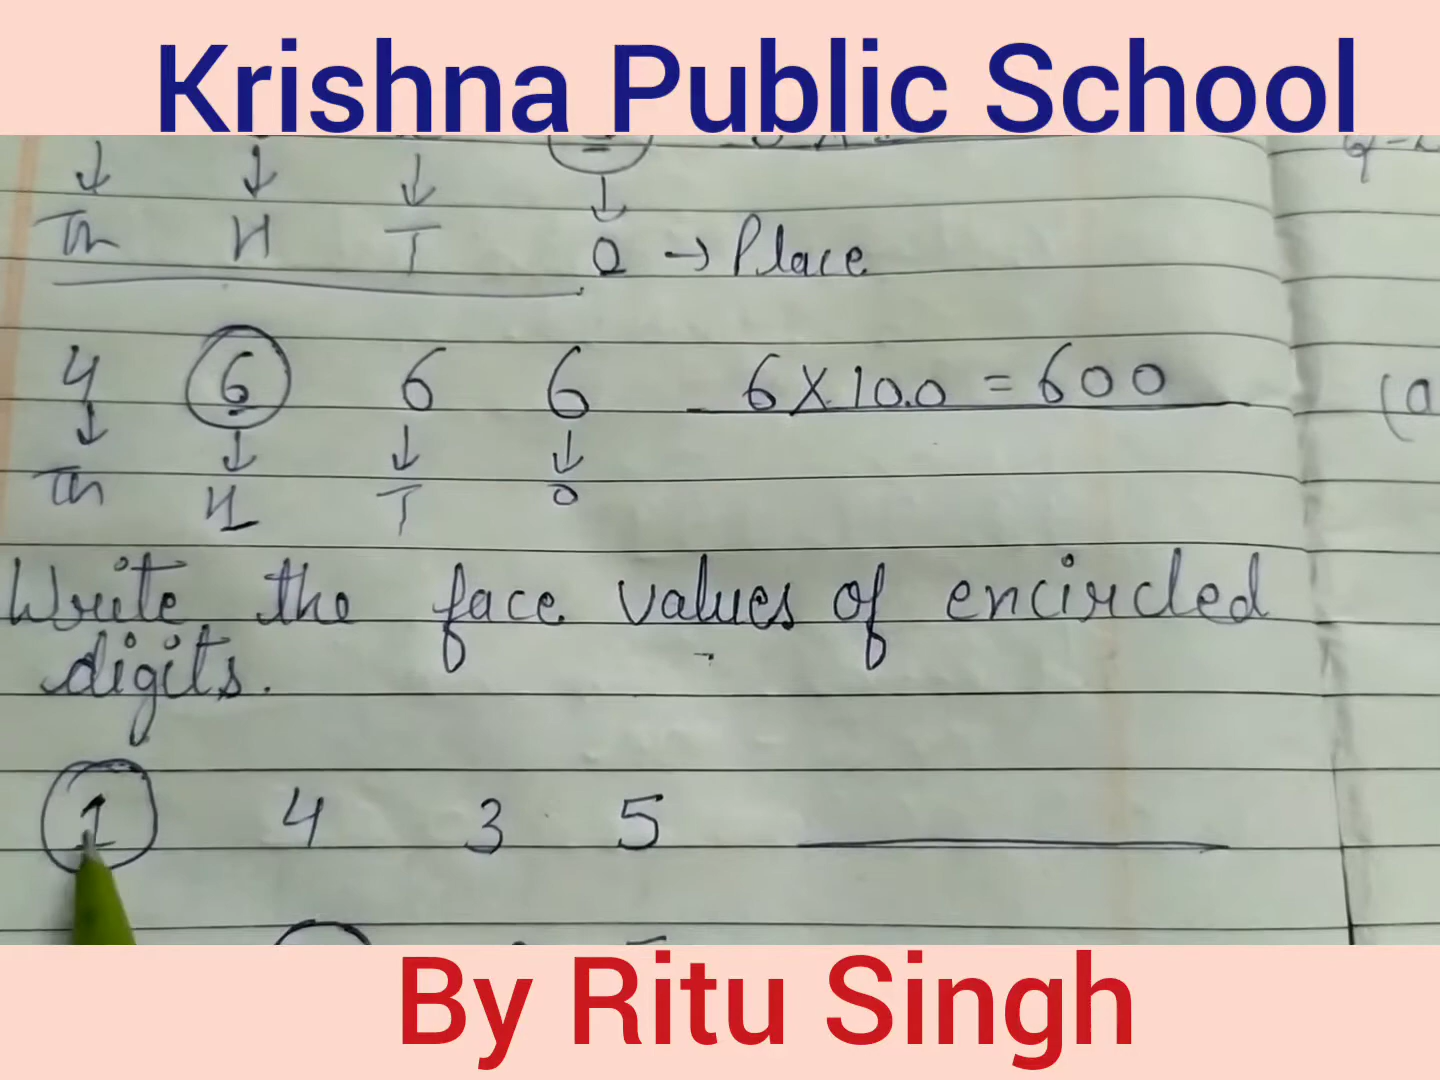 Krishna Public School
Th H T O → Place
4 6 6 6 6 X 100 = 600
Th H T O
Write the face values of encircled
digits.
1 4 3 5
By Ritu Singh